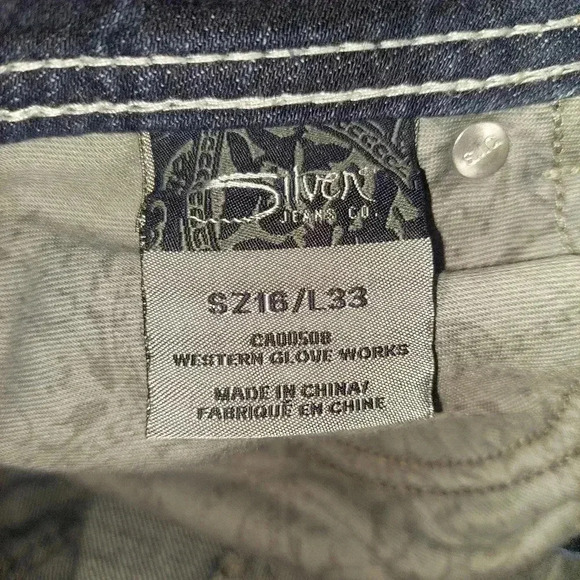 Silver
JEANS CO.
SZ16/L33
CA00508
WESTERN GLOVE WORKS
MADE IN CHINA/
FABRIQUÉ EN CHINE